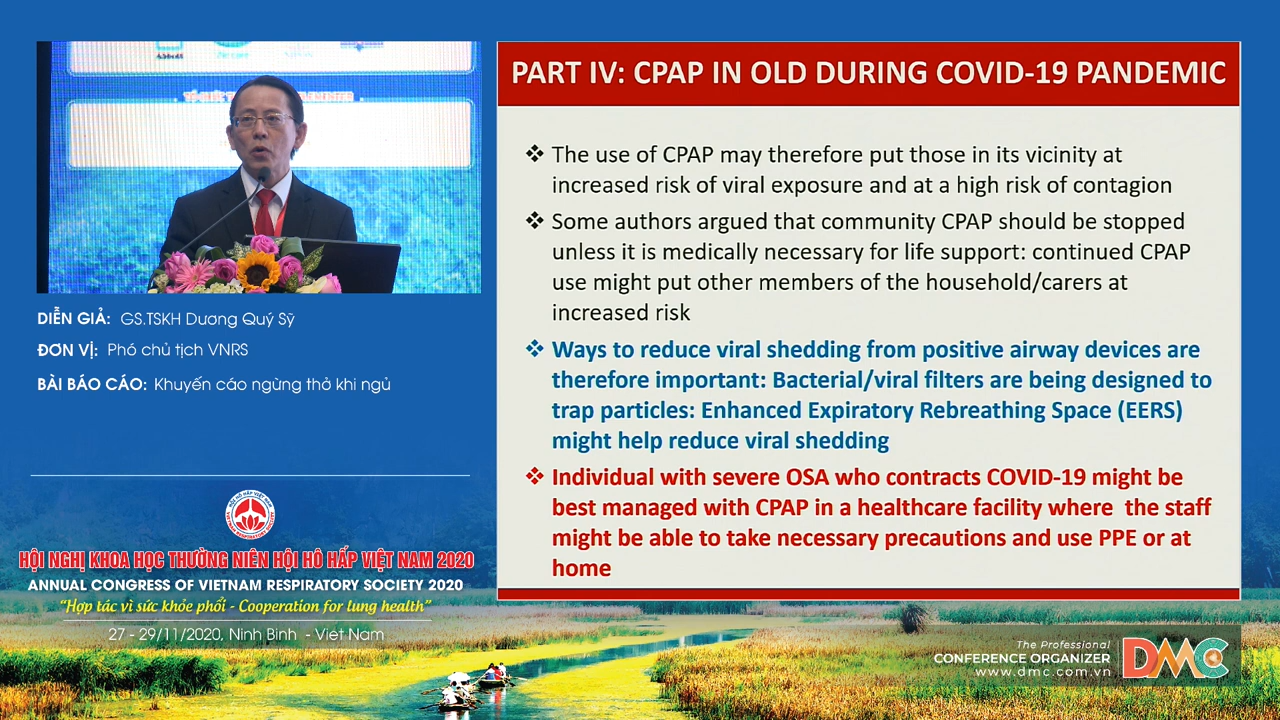 DIỄN GIẢ: GS.TSKH Dương Quý Sỹ
ĐƠN VỊ: Phó chủ tịch VNRS
BÀI BÁO CÁO: Khuyến cáo ngừng thở khi ngủ
HỘI HÔ HẤP VIỆT NAM
HỘI NGHỊ KHOA HỌC THƯỜNG NIÊN HỘI HÔ HẤP VIỆT NAM 2020
ANNUAL CONGRESS OF VIETNAM RESPIRATORY SOCIETY 2020
“Hợp tác vì sức khỏe phổi - Cooperation for lung health”
27 - 29/11/2020, Ninh Bình - Việt Nam
PART IV: CPAP IN OLD DURING COVID-19 PANDEMIC
❖ The use of CPAP may therefore put those in its vicinity at
increased risk of viral exposure and at a high risk of contagion
❖ Some authors argued that community CPAP should be stopped
unless it is medically necessary for life support: continued CPAP
use might put other members of the household/carers at
increased risk
❖ Ways to reduce viral shedding from positive airway devices are
therefore important: Bacterial/viral filters are being designed to
trap particles: Enhanced Expiratory Rebreathing Space (EERS)
might help reduce viral shedding
❖ Individual with severe OSA who contracts COVID-19 might be
best managed with CPAP in a healthcare facility where the staff
might be able to take necessary precautions and use PPE or at
home
The Professional
CONFERENCE ORGANIZER
www.dmc.com.vn
DMC